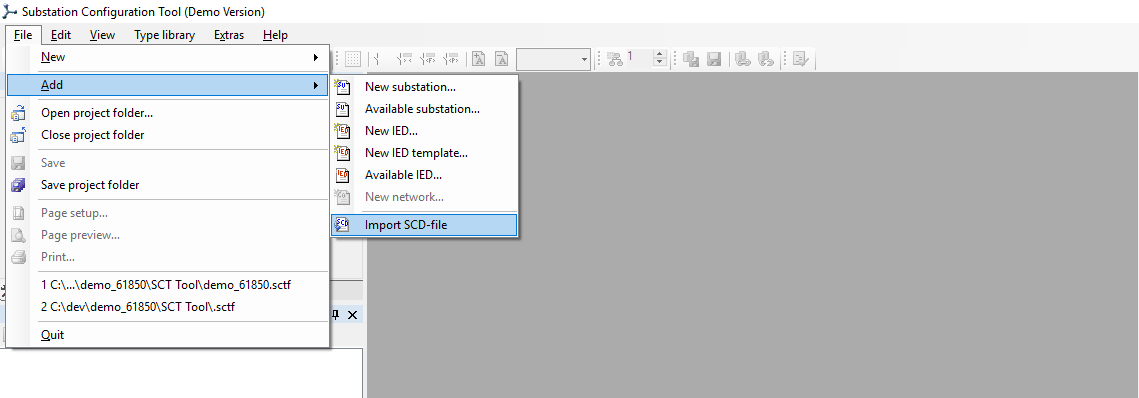 Substation Configuration Tool (Demo Version)
File Edit View Type library Extras Help
New
Add
Open project folder...
Close project folder
Save
Save project folder
Page setup...
Page preview...
Print...
1 C:\...\demo_61850\SCT Tool\demo_61850.sctf
2 C:\dev\demo_61850\SCT Tool\.sctf
Quit
1
New substation...
Available substation...
New IED...
New IED template...
Available IED...
New network...
Import SCD-file